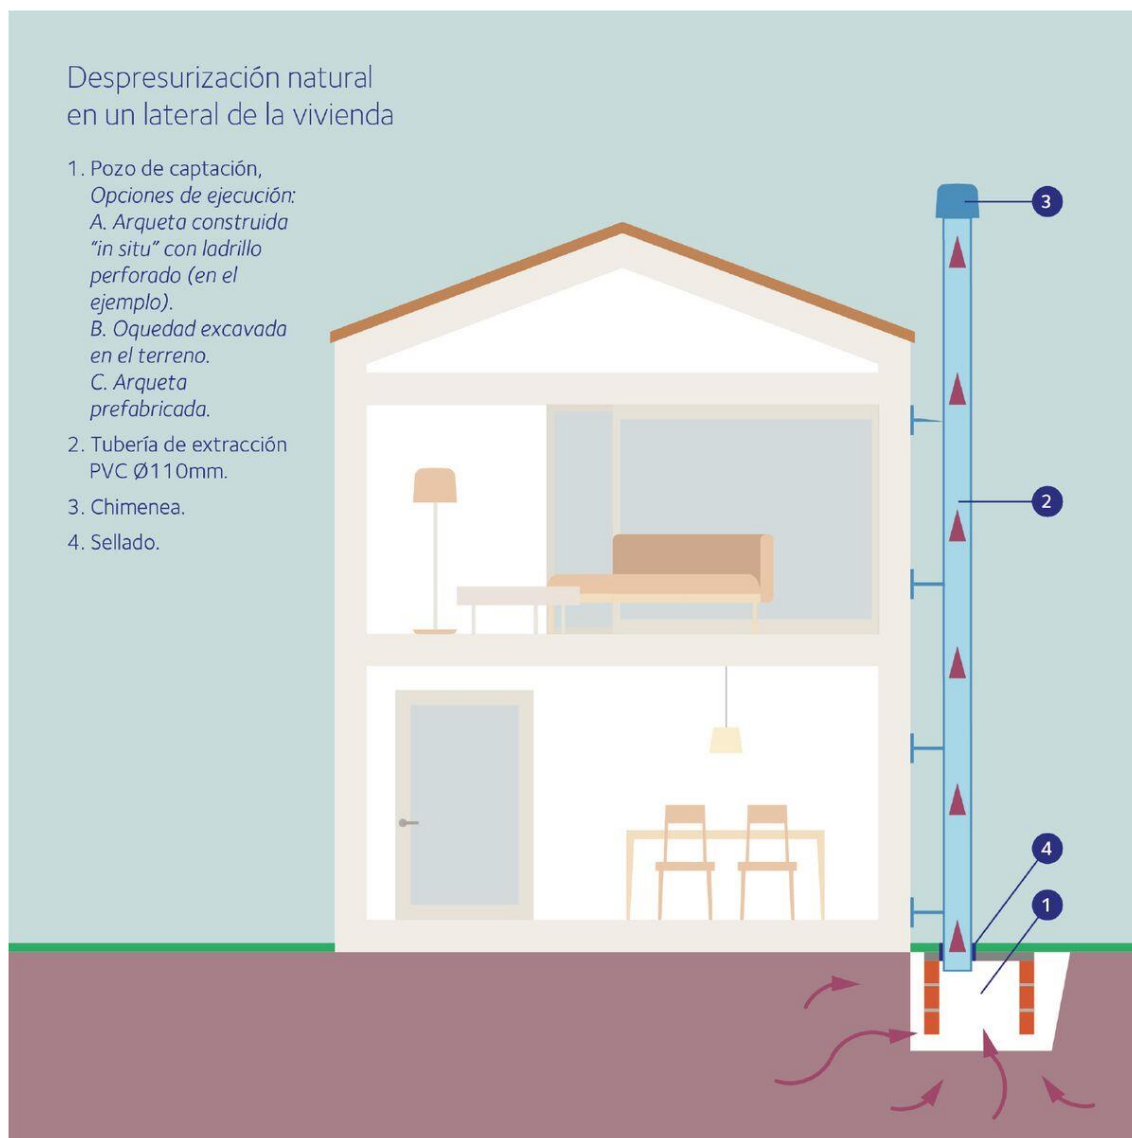 Despresurización natural
en un lateral de la vivienda
1. Pozo de captación,
Opciones de ejecución:
A. Arqueta construida
"in situ" con ladrillo
perforado (en el
ejemplo).
B. Oquedad excavada
en el terreno.
C. Arqueta
prefabricada.
2. Tubería de extracción
PVC Ø110mm.
3. Chimenea.
4. Sellado.
3
2
4
1